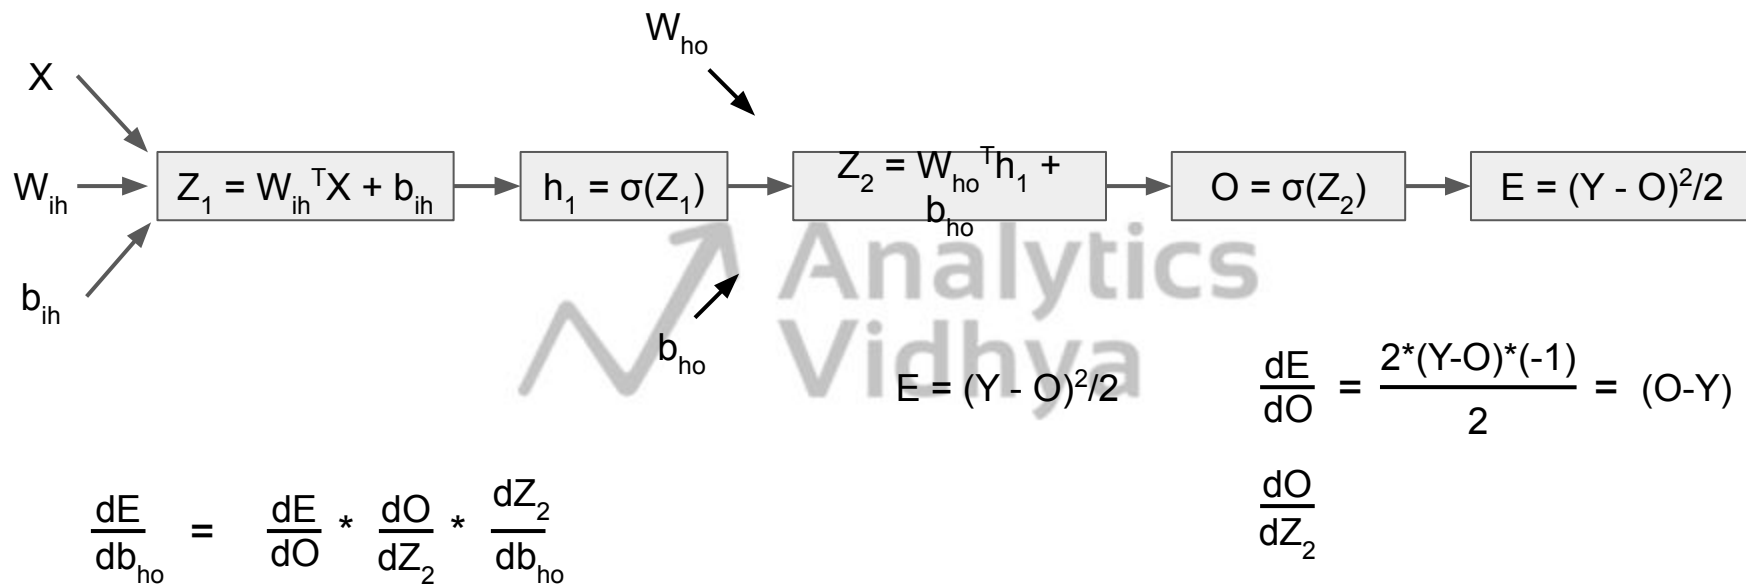 W_ho
X
W_ih
b_ih
Z_1 = W_ih^T X + b_ih
h_1 = σ(Z_1)
Z_2 = W_ho^T h_1 +
b_ho
O = σ(Z_2)
E = (Y - O)^2/2
b_ho
Analytics
Vidhya
E = (Y - O)^2/2
dE/dO = 2*(Y-O)*(-1)/2 = (O-Y)
dO/dZ_2
dE/db_ho = dE/dO * dO/dZ_2 * dZ_2/db_ho